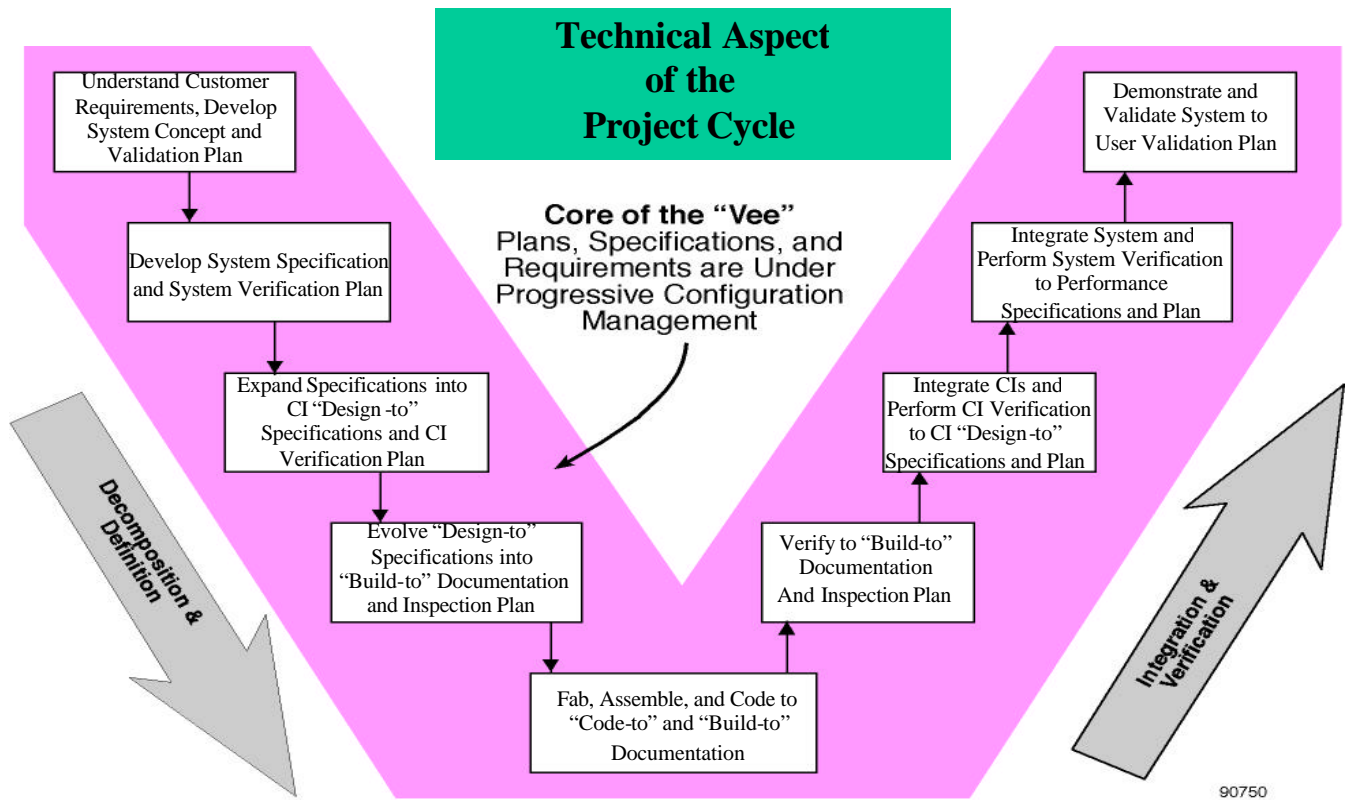 Technical Aspect
of the
Project Cycle
Understand Customer
Requirements, Develop
System Concept and
Validation Plan
Develop System Specification
and System Verification Plan
Expand Specifications into
CI “Design -to”
Specifications and CI
Verification Plan
Evolve “Design-to”
Specifications into
“Build-to” Documentation
and Inspection Plan
Fab, Assemble, and Code to
“Code-to” and “Build-to”
Documentation
Verify to “Build-to”
Documentation
And Inspection Plan
Integrate CIs and
Perform CI Verification
to CI “Design-to”
Specifications and Plan
Integrate System and
Perform System Verification
to Performance
Specifications and Plan
Demonstrate and
Validate System to
User Validation Plan
Core of the “Vee”
Plans, Specifications, and
Requirements are Under
Progressive Configuration
Management
Decomposition &
Definition
Integration &
Verification
90750